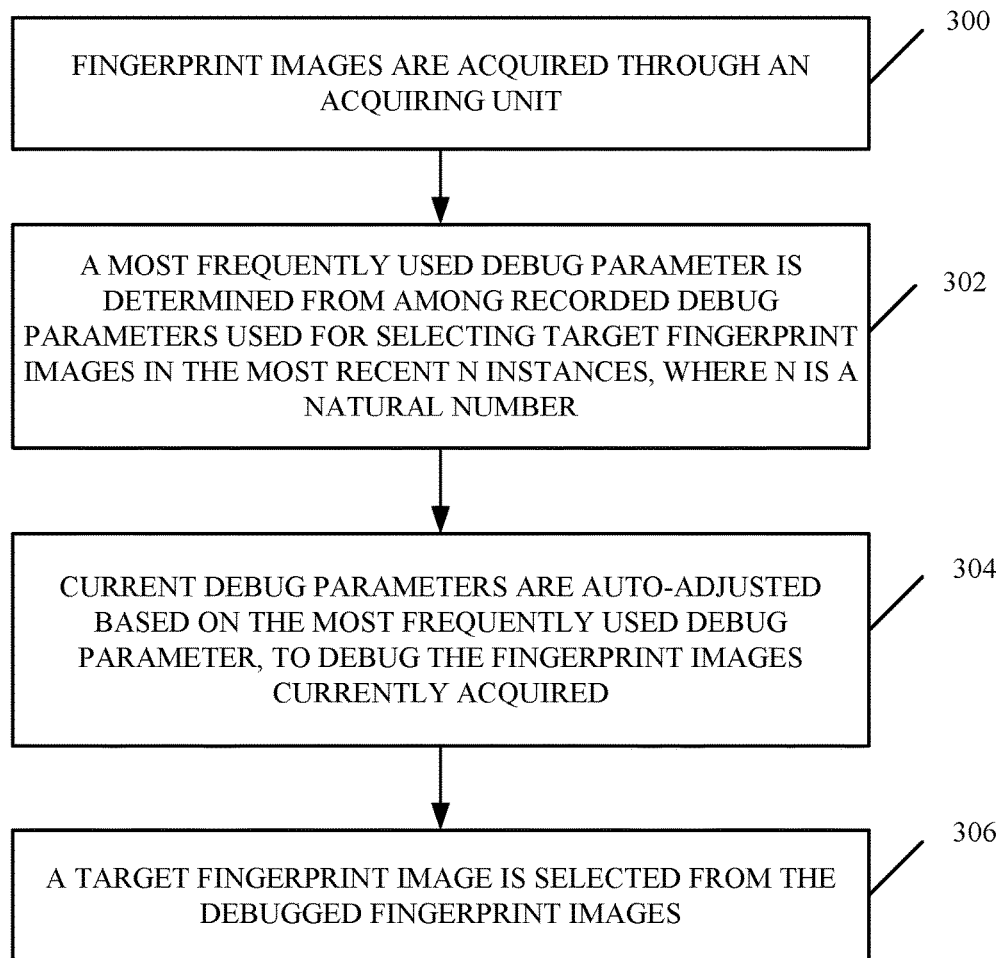 300
FINGERPRINT IMAGES ARE ACQUIRED THROUGH AN
ACQUIRING UNIT
302
A MOST FREQUENTLY USED DEBUG PARAMETER IS
DETERMINED FROM AMONG RECORDED DEBUG
PARAMETERS USED FOR SELECTING TARGET FINGERPRINT
IMAGES IN THE MOST RECENT N INSTANCES, WHERE N IS A
NATURAL NUMBER
304
CURRENT DEBUG PARAMETERS ARE AUTO-ADJUSTED
BASED ON THE MOST FREQUENTLY USED DEBUG
PARAMETER, TO DEBUG THE FINGERPRINT IMAGES
CURRENTLY ACQUIRED
306
A TARGET FINGERPRINT IMAGE IS SELECTED FROM THE
DEBUGGED FINGERPRINT IMAGES